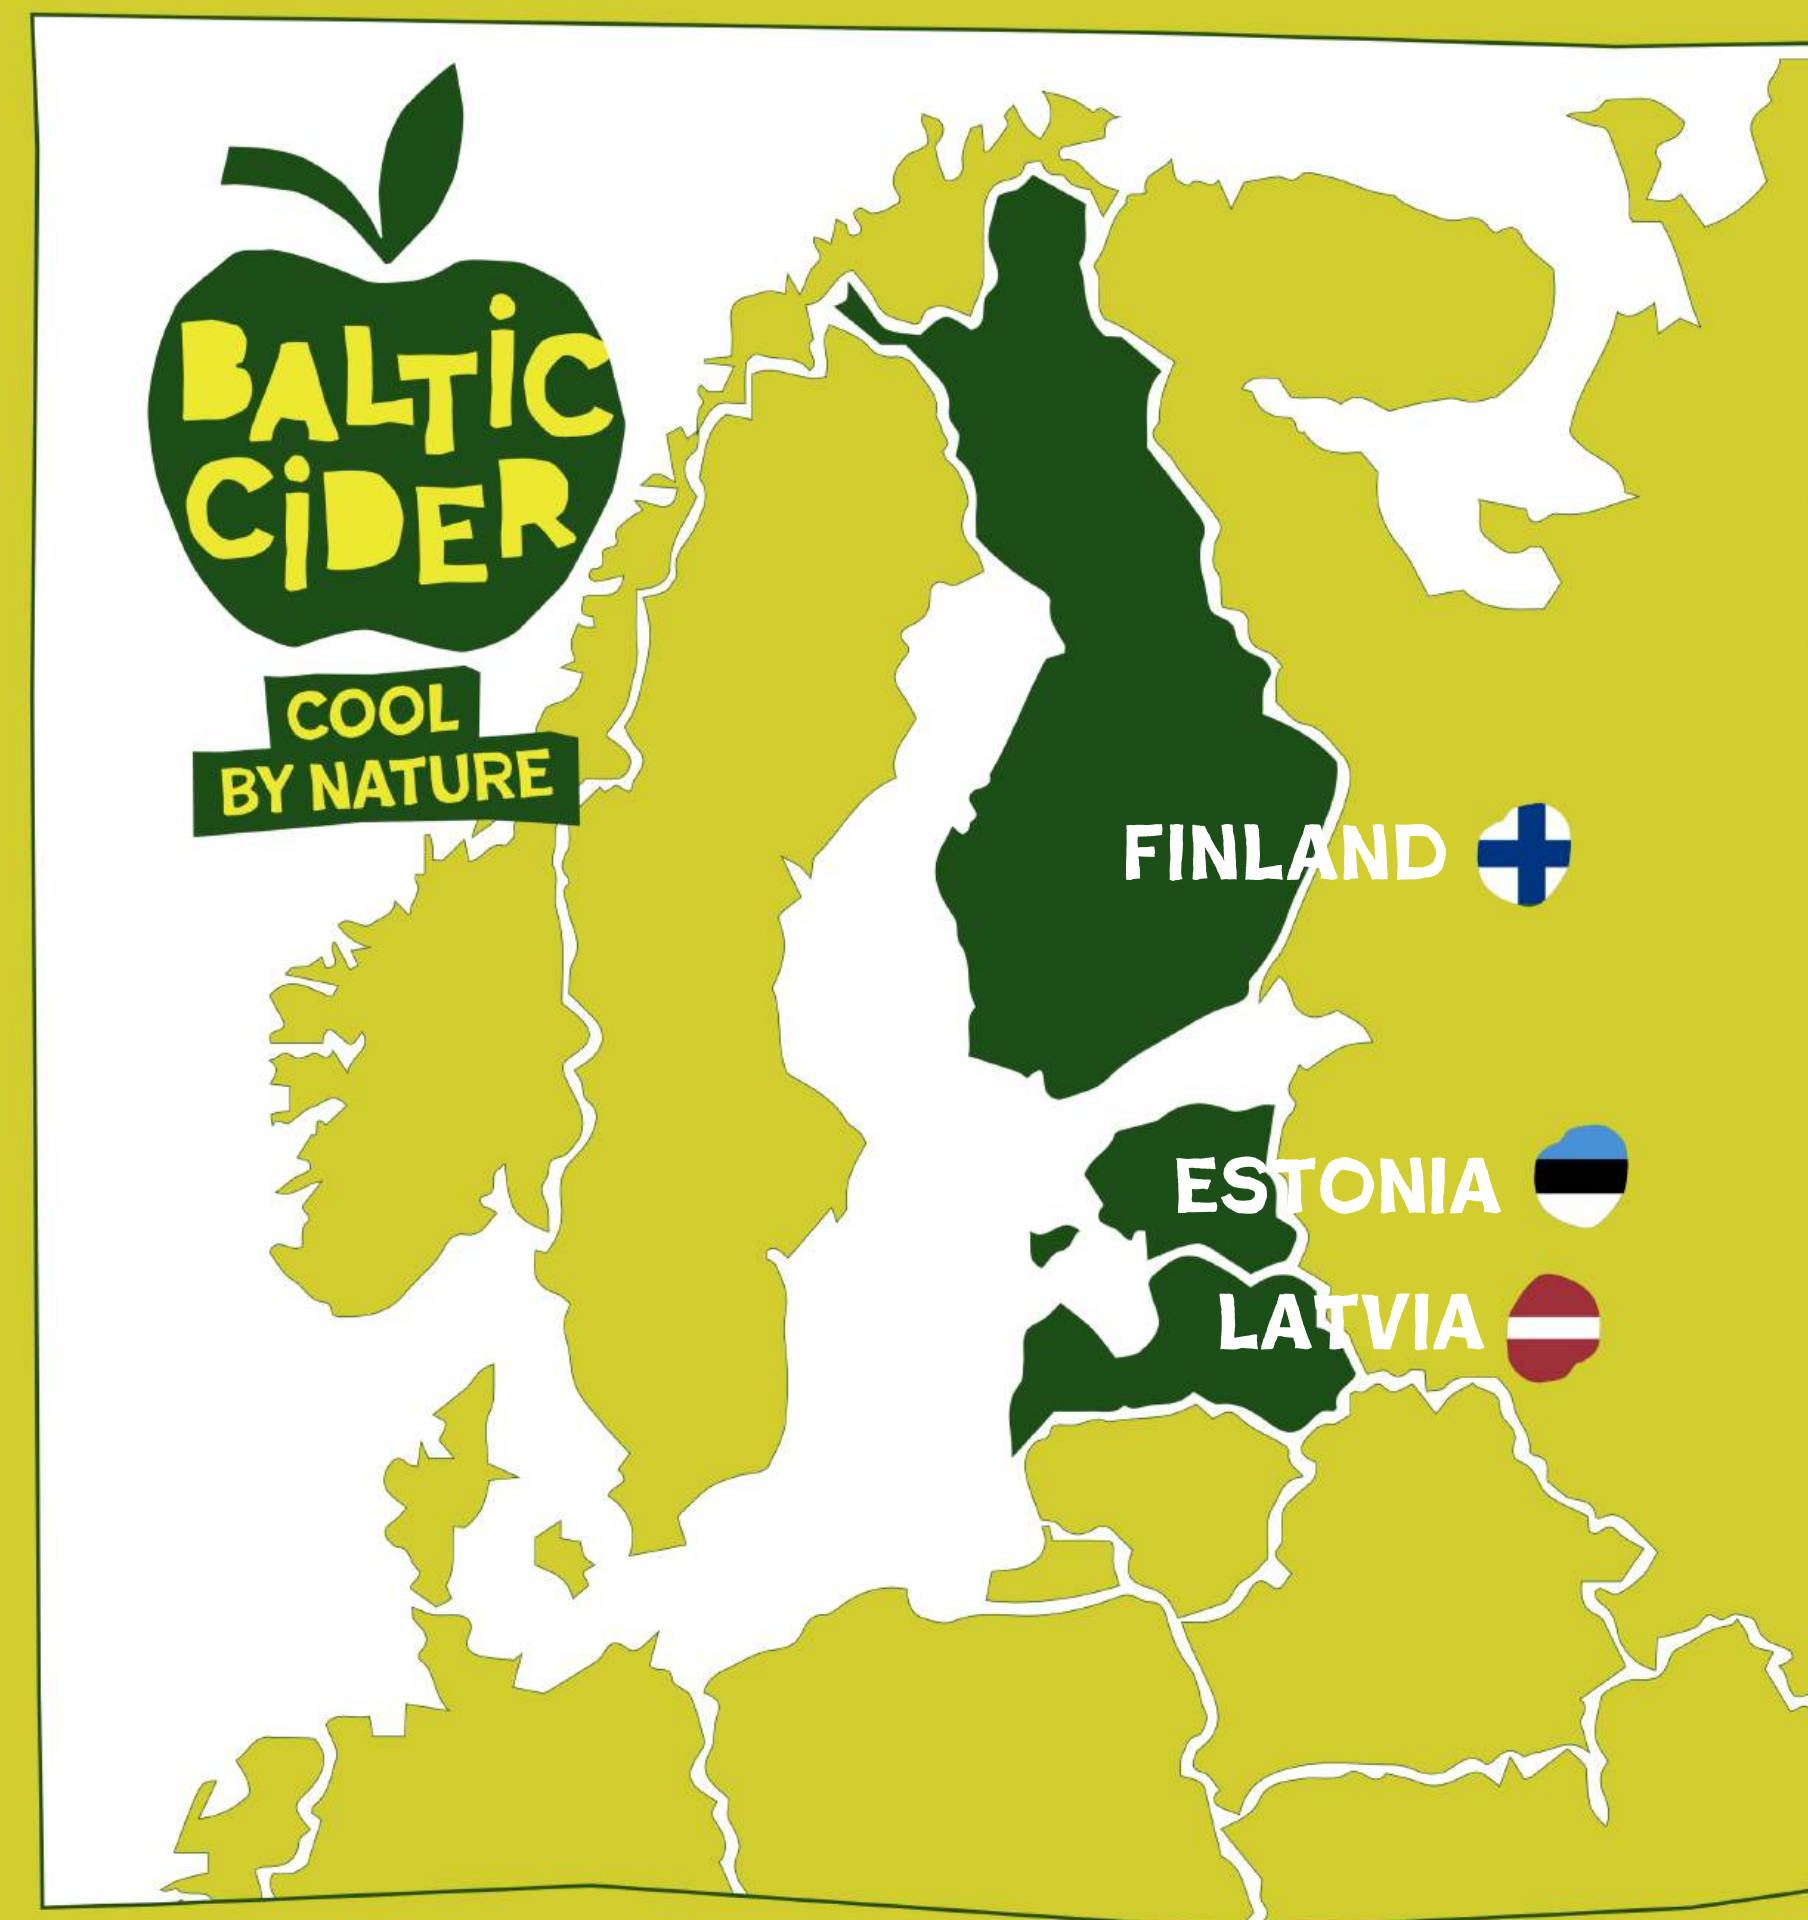 BALTIC
CIDER
COOL
BY NATURE
FINLAND
ESTONIA
LATVIA